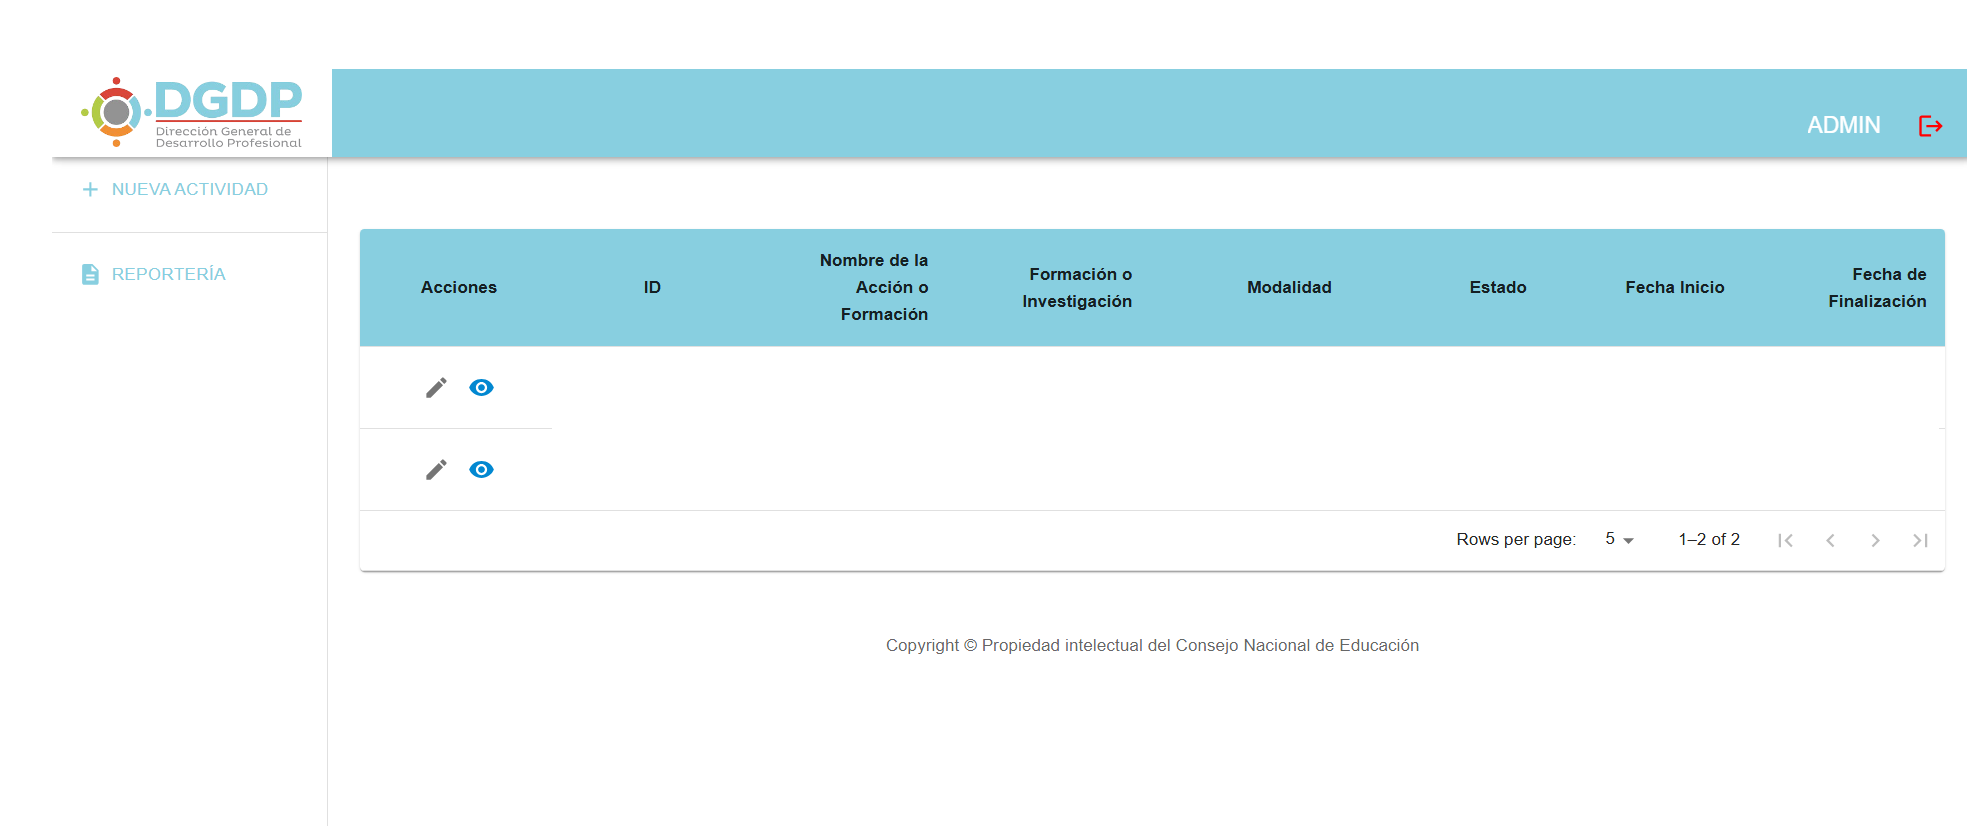 DGDP
Dirección General de
Desarrollo Profesional
ADMIN
NUEVA ACTIVIDAD
REPORTERÍA
Acciones
ID
Nombre de la
Acción o
Formación
Formación o
Investigación
Modalidad
Estado
Fecha Inicio
Fecha de
Finalización
Rows per page: 5 1–2 of 2
Copyright © Propiedad intelectual del Consejo Nacional de Educación